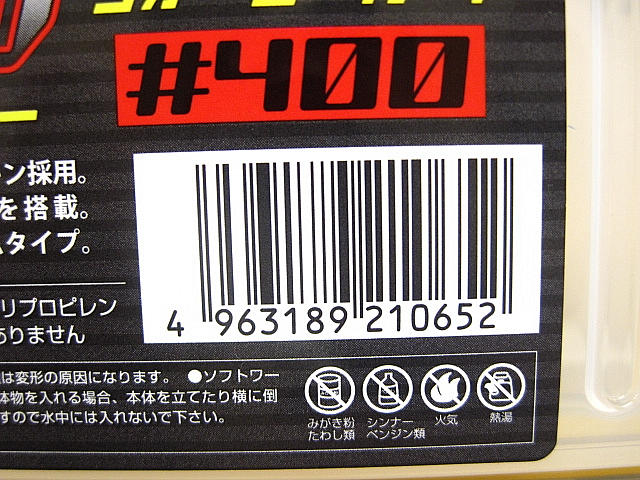 #400
ン採用。
を搭載。
ムタイプ。
リプロピレン
ありません
4 963189 210652
は変形の原因になります。 ●ソフトワー
体物を入れる場合、本体を立てたり横に倒
すので水中には入れないで下さい。
みがき粉
たわし類
シンナー
ベンジン類
火気
熱湯